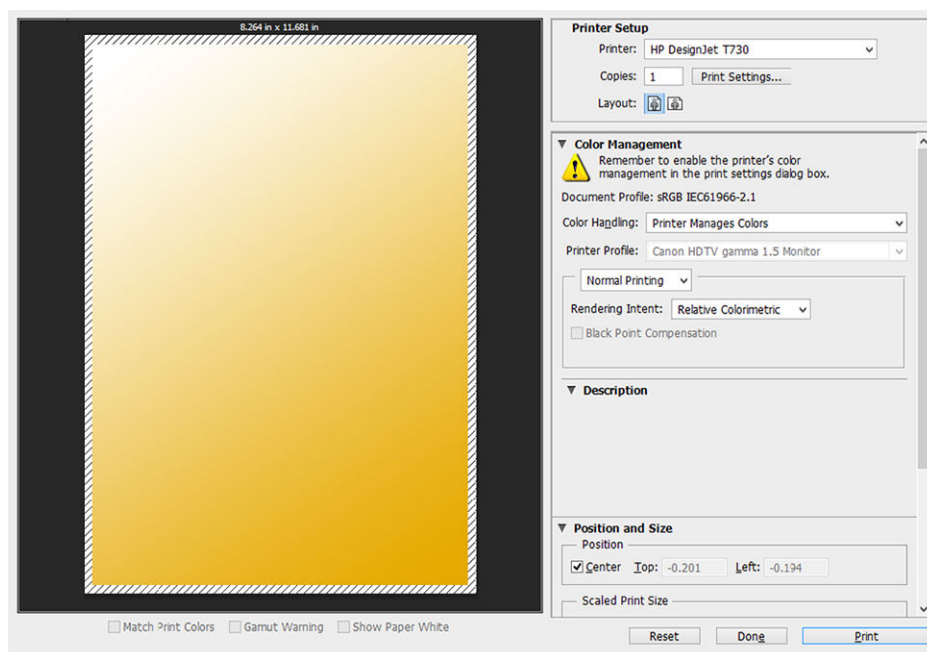 8.264 in x 11.681 in
Printer Setup
Printer: HP DesignJet T730
Copies: 1 Print Settings...
Layout:
Color Management
Remember to enable the printer's color
management in the print settings dialog box.
Document Profile: sRGB IEC61966-2.1
Color Handling: Printer Manages Colors
Printer Profile: Canon HDTV gamma 1.5 Monitor
Normal Printing
Rendering Intent: Relative Colorimetric
Black Point Compensation
Description
Position and Size
Position
Center Top: -0.201 Left: -0.194
Scaled Print Size
Match Print Colors Gamut Warning Show Paper White
Reset Done Print